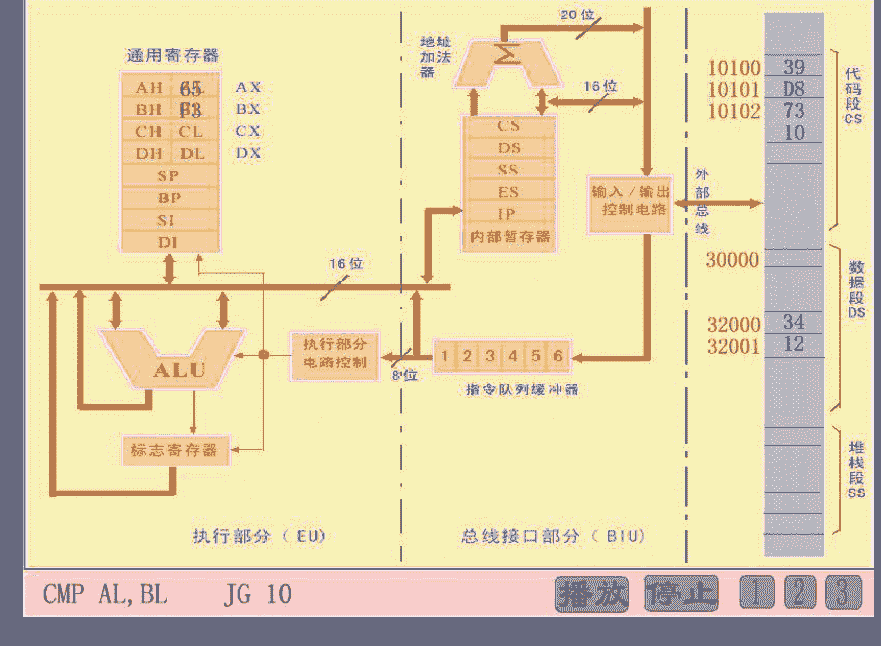 20位
地址
加法
器
Σ
通用寄存器
16位
AH 65 AX
BH F3 BX
CH CL CX
DH DL DX
SP
BP
SI
DI
CS
DS
SS
ES
IP
内部暂存器
输入/输出
控制电路
外
部
总
线
10100 39
10101 D8
10102 73
10
代
码
段
CS
30000
32000 34
32001 12
数
据
段
DS
16位
ALU
执行部分
电路控制
8位
1 2 3 4 5 6
指令队列缓冲器
标志寄存器
堆
栈
段
SS
执行部分(EU)
总线接口部分(BIU)
CMP AL,BL JG 10
播放 停止 1 2 3